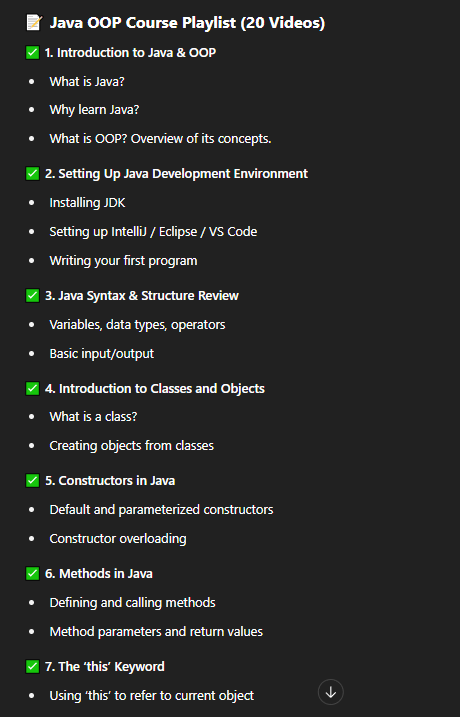 📝 Java OOP Course Playlist (20 Videos)
✅ 1. Introduction to Java & OOP
• What is Java?
• Why learn Java?
• What is OOP? Overview of its concepts.
✅ 2. Setting Up Java Development Environment
• Installing JDK
• Setting up IntelliJ / Eclipse / VS Code
• Writing your first program
✅ 3. Java Syntax & Structure Review
• Variables, data types, operators
• Basic input/output
✅ 4. Introduction to Classes and Objects
• What is a class?
• Creating objects from classes
✅ 5. Constructors in Java
• Default and parameterized constructors
• Constructor overloading
✅ 6. Methods in Java
• Defining and calling methods
• Method parameters and return values
✅ 7. The ‘this’ Keyword
• Using ‘this’ to refer to current object